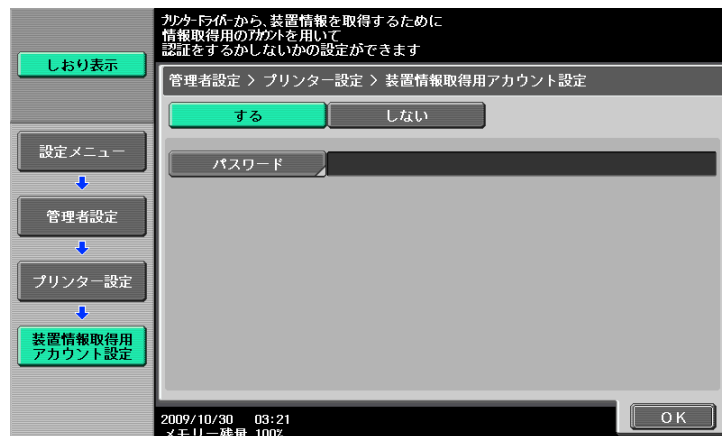 ﾌﾟﾘﾝﾀｰﾄﾞﾗｲﾊﾞｰから、装置情報を取得するために
情報取得用のｱｶｳﾝﾄを用いて
認証をするかしないかの設定ができます
しおり表示
管理者設定 > プリンター設定 > 装置情報取得用アカウント設定
する
しない
パスワード
設定メニュー
管理者設定
プリンター設定
装置情報取得用
アカウント設定
2009/10/30 03:21
メモリー残量 100%
OK